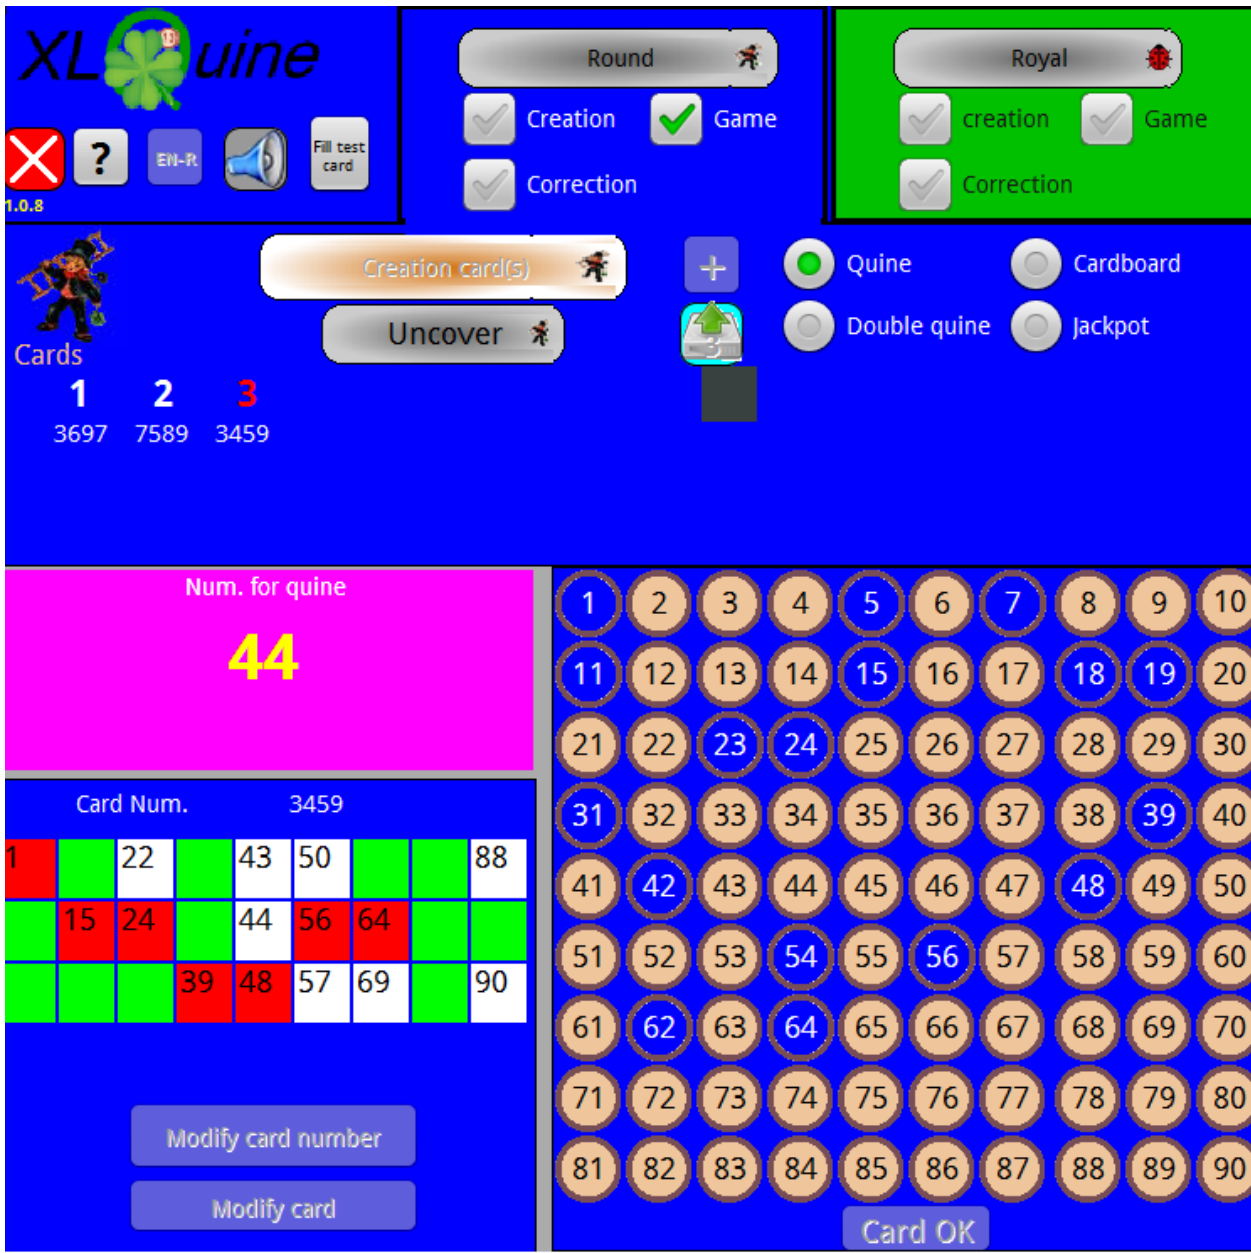 XLQuine
Round
Royal
Creation Game
creation Game
Correction
Correction
? EN-R Fill test card
1.0.8
Creation card(s) + Quine Cardboard
Uncover 3 Double quine Jackpot
Cards
1 2 3
3697 7589 3459
Num. for quine
44
Card Num. 3459
1 22 43 50 88
15 24 44 56 64
39 48 57 69 90
Modify card number
Modify card
1 2 3 4 5 6 7 8 9 10
11 12 13 14 15 16 17 18 19 20
21 22 23 24 25 26 27 28 29 30
31 32 33 34 35 36 37 38 39 40
41 42 43 44 45 46 47 48 49 50
51 52 53 54 55 56 57 58 59 60
61 62 63 64 65 66 67 68 69 70
71 72 73 74 75 76 77 78 79 80
81 82 83 84 85 86 87 88 89 90
Card OK